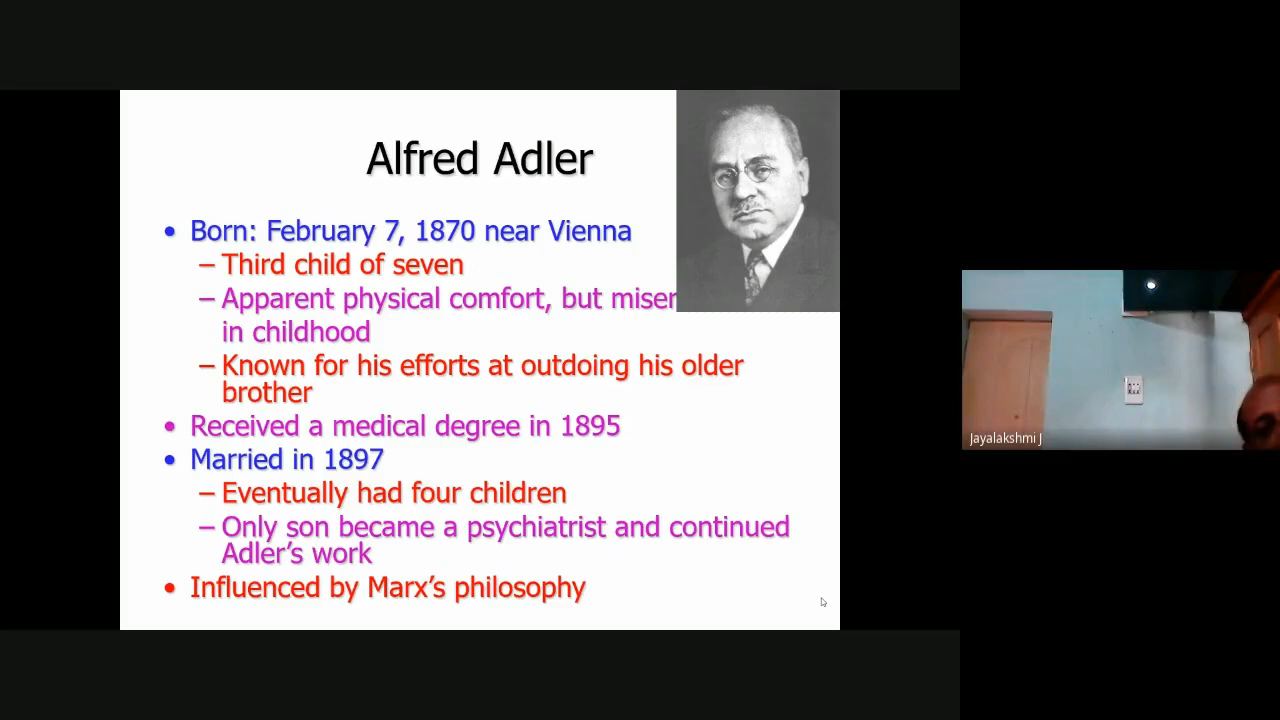 Alfred Adler
• Born: February 7, 1870 near Vienna
– Third child of seven
– Apparent physical comfort, but
in childhood
– Known for his efforts at outdoing his older
brother
• Received a medical degree in 1895
• Married in 1897
– Eventually had four children
– Only son became a psychiatrist and continued
Adler’s work
• Influenced by Marx’s philosophy
Jayalakshmi J